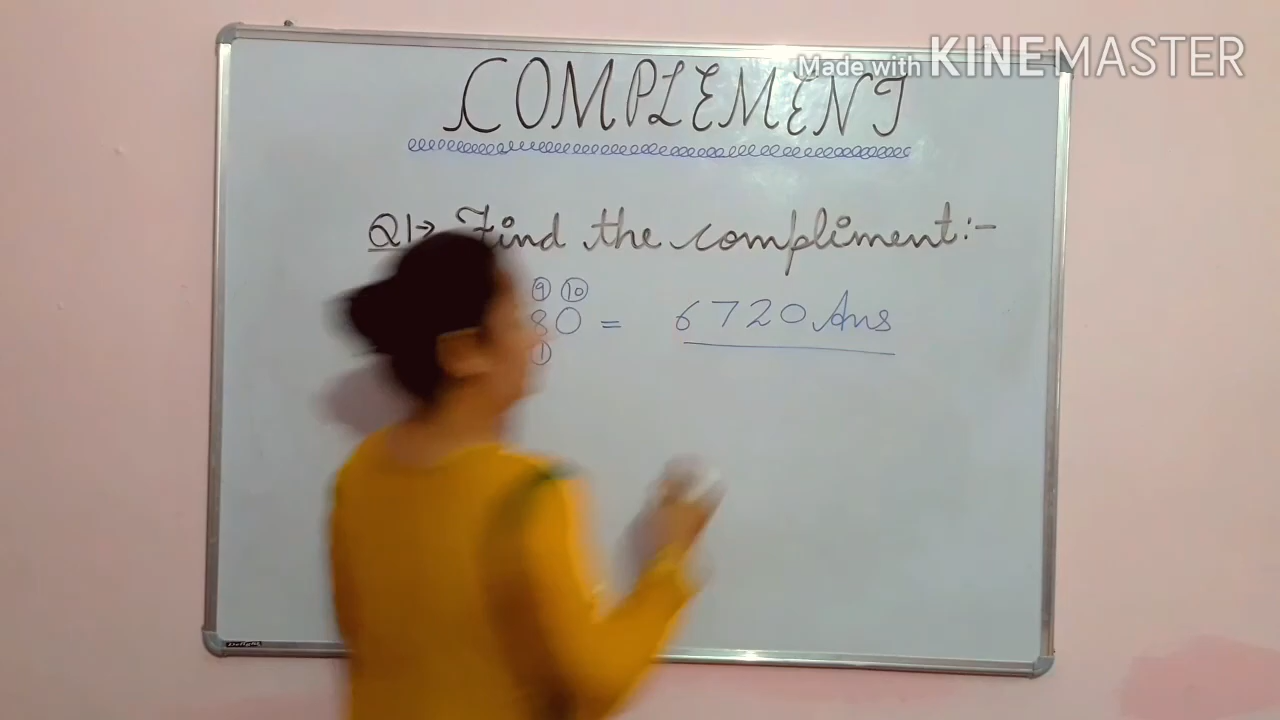 Made with KINEMASTER
COMPLEMENT
Q1→ Find the compliment:-
9 10
80 = 6720 Ans
1